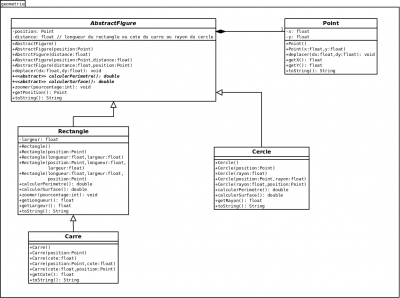 geometrie
AbstractFigure
-position: Point
-distance: float // longueur du rectangle ou cote du carre ou rayon du cercle
+AbstractFigure()
+AbstractFigure(position:Point)
+AbstractFigure(distance:float)
+AbstractFigure(position:Point,distance:float)
+AbstractFigure(distance:float,position:Point)
+deplacer(dx:float,dy:float): void
+<<abstract>> calculerPerimetre(): double
+<<abstract>> calculerSurface(): double
+zoomer(pourcentage:int): void
+getPosition(): Point
+toString(): String
Point
-x: float
-y: float
+Point()
+Point(x:float,y:float)
+deplacer(dx:float,dy:float): void
+getX(): float
+getY(): float
+toString(): String
Rectangle
-largeur: float
+Rectangle()
+Rectangle(position:Point)
+Rectangle(longueur:float,largeur:float)
+Rectangle(position:Point,longueur:float,
largeur:float)
+Rectangle(longueur:float,largeur:float,
position:Point)
+calculerPerimetre(): double
+calculerSurface(): double
+zoomer(pourcentage:int): void
+getLongueur(): float
+getLargeur(): float
+toString(): String
Cercle
+Cercle()
+Cercle(position:Point)
+Cercle(rayon:float)
+Cercle(position:Point,rayon:float)
+Cercle(rayon:float,position:Point)
+calculerPerimetre(): double
+calculerSurface(): double
+getRayon(): float
+toString(): String
Carre
+Carre()
+Carre(position:Point)
+Carre(cote:float)
+Carre(position:Point,cote:float)
+Carre(cote:float,position:Point)
+getCote(): float
+toString(): String